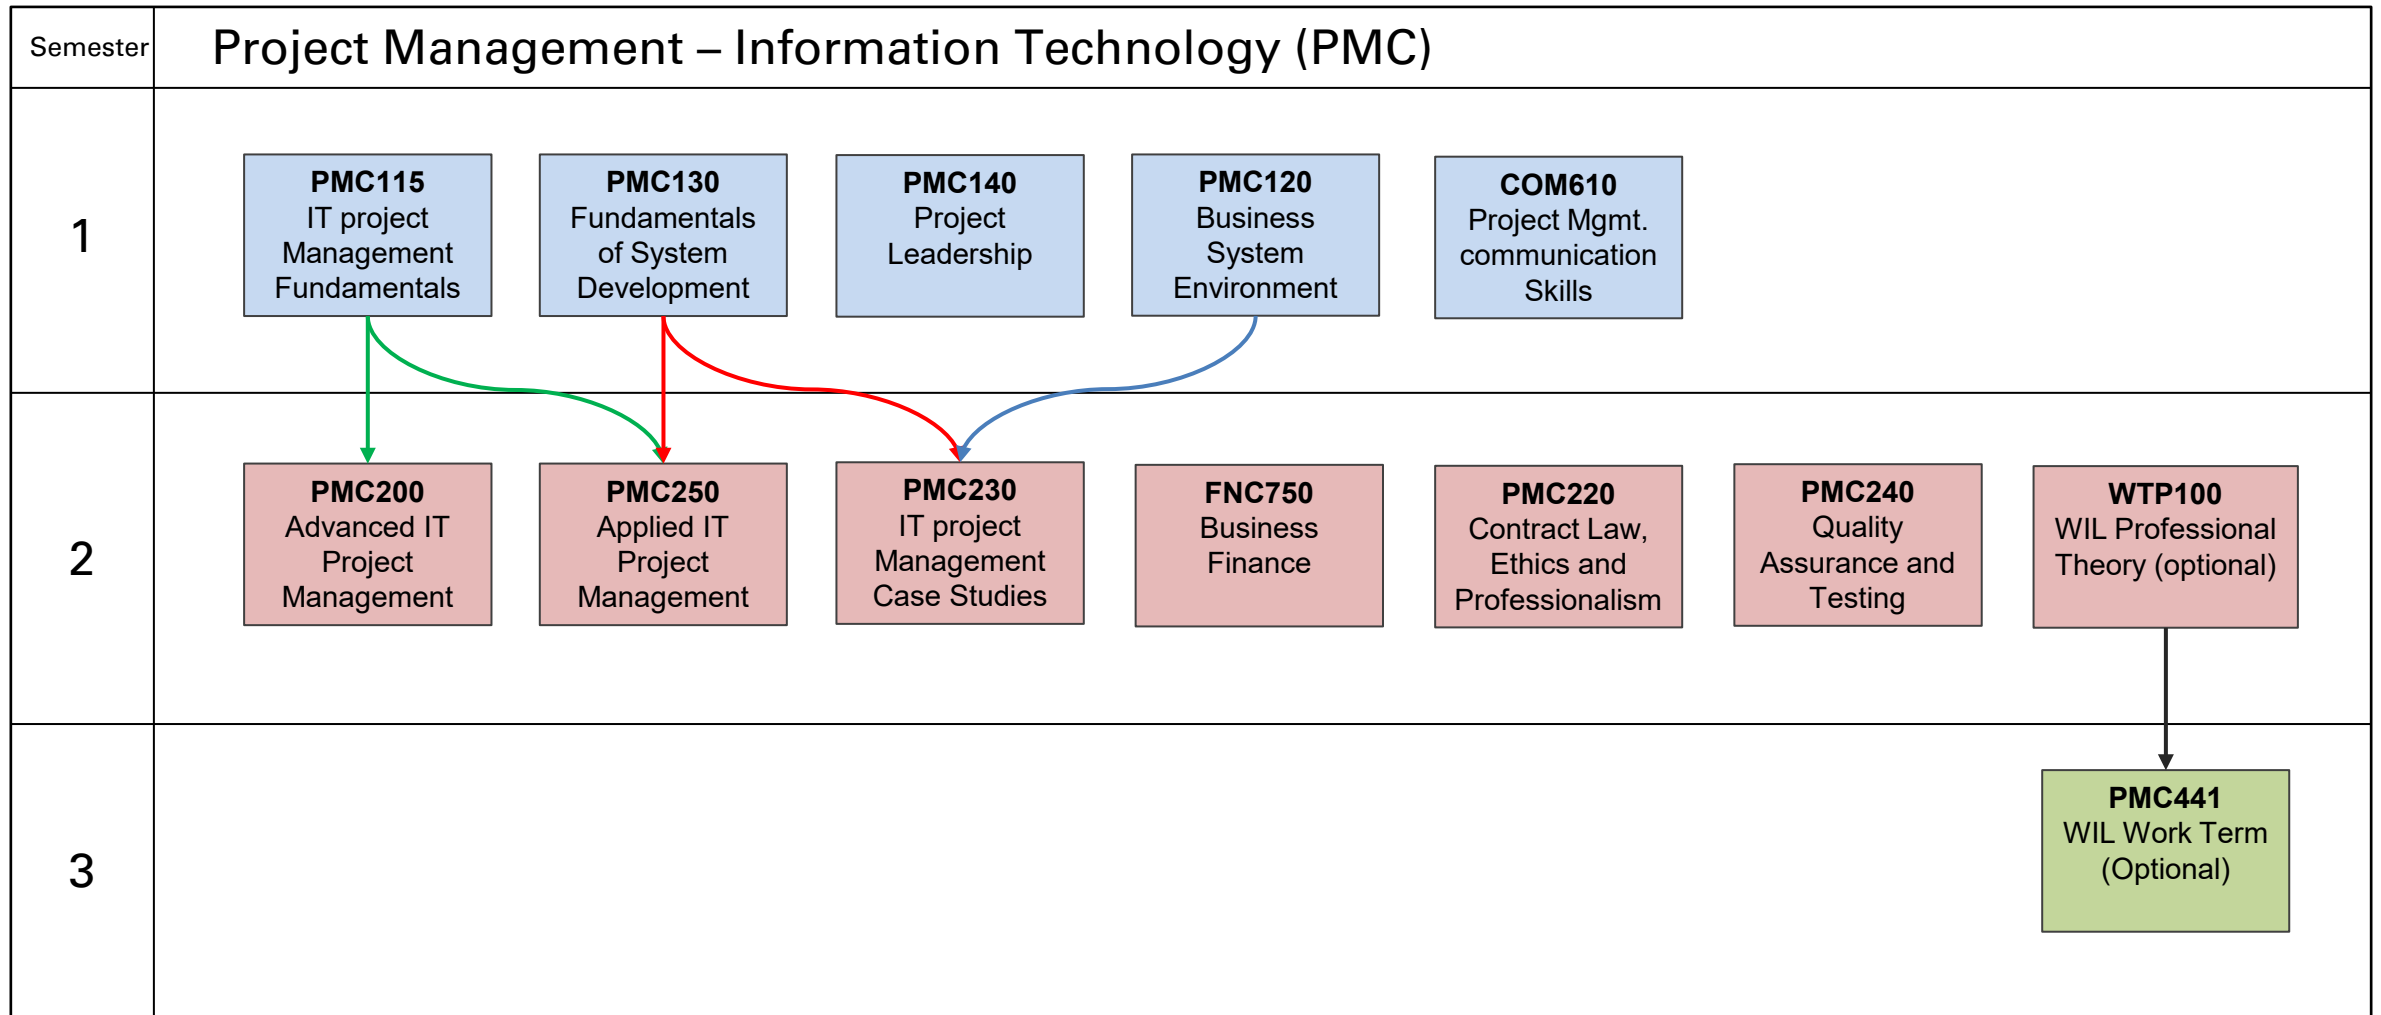 Semester
Project Management – Information Technology (PMC)
1
PMC115
IT project
Management
Fundamentals
PMC130
Fundamentals
of System
Development
PMC140
Project
Leadership
PMC120
Business
System
Environment
COM610
Project Mgmt.
communication
Skills
2
PMC200
Advanced IT
Project
Management
PMC250
Applied IT
Project
Management
PMC230
IT project
Management
Case Studies
FNC750
Business
Finance
PMC220
Contract Law,
Ethics and
Professionalism
PMC240
Quality
Assurance and
Testing
WTP100
WIL Professional
Theory (optional)
3
PMC441
WIL Work Term
(Optional)